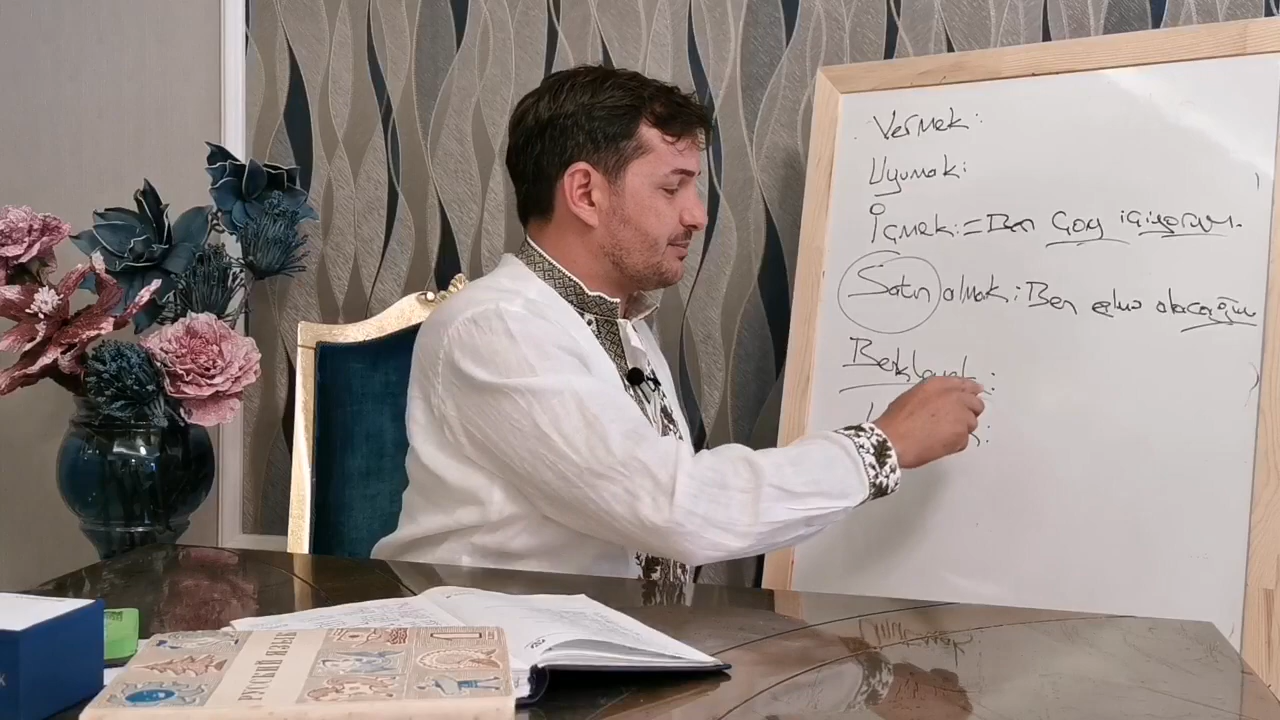 Vermek:
Uyumak:
İçmek:=Ben Çay içiyorum.
Satın almak: Ben elma alacağım
Beklemek:
РУССКИЙ ЯЗЫК